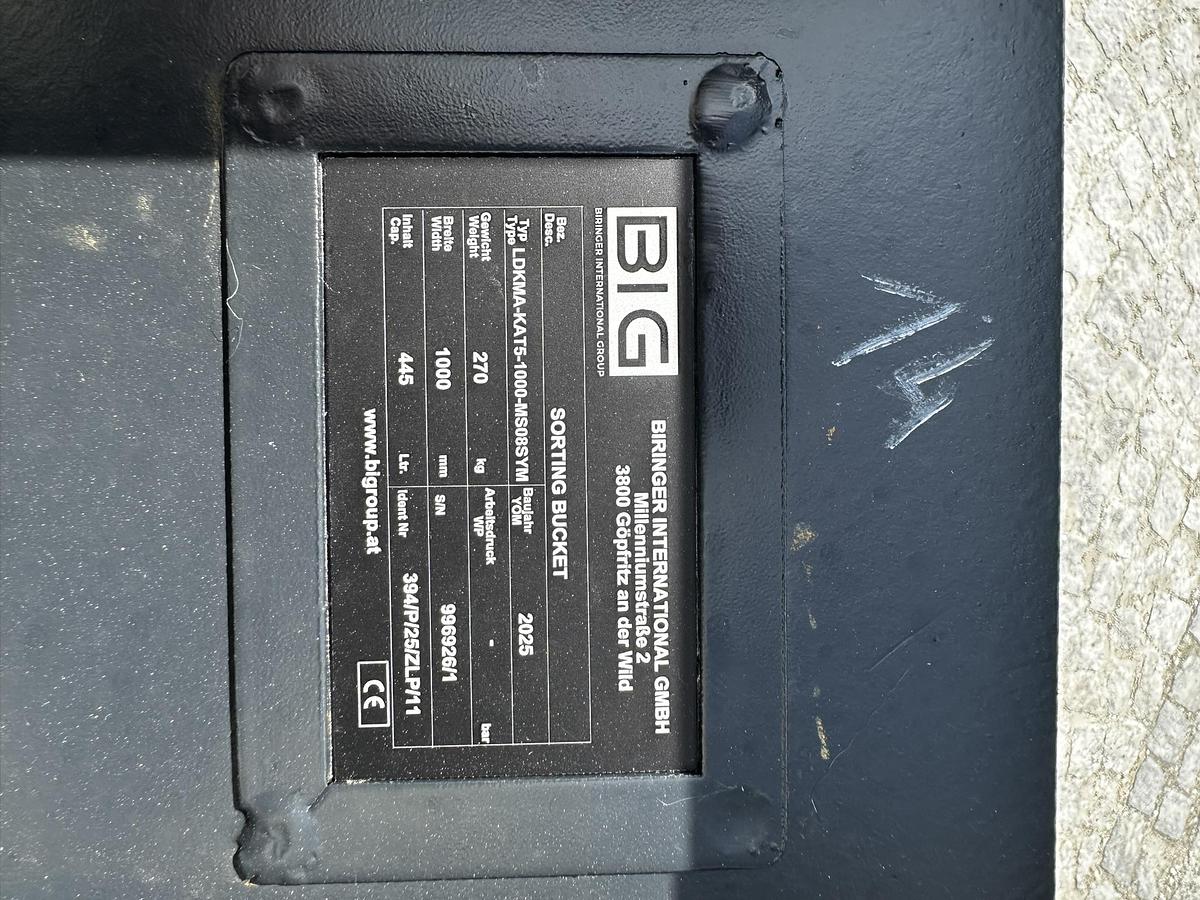 BIG
BIRINGER INTERNATIONAL GROUP
BIRINGER INTERNATIONAL GMBH
Millenniumstraße 2
3800 Göpfritz an der Wild
Bez. Desc. SORTING BUCKET
Typ Type LDKMA-KAT5-1000-MS08SYM Baujahr YOM 2025
Gewicht Weight 270 kg Arbeitsdruck WP - bar
Breite Width 1000 mm S/N 996926/1
Inhalt Cap. 445 Ltr. Ident Nr 394/P/25/ZLP/11
www.bigroup.at
CE